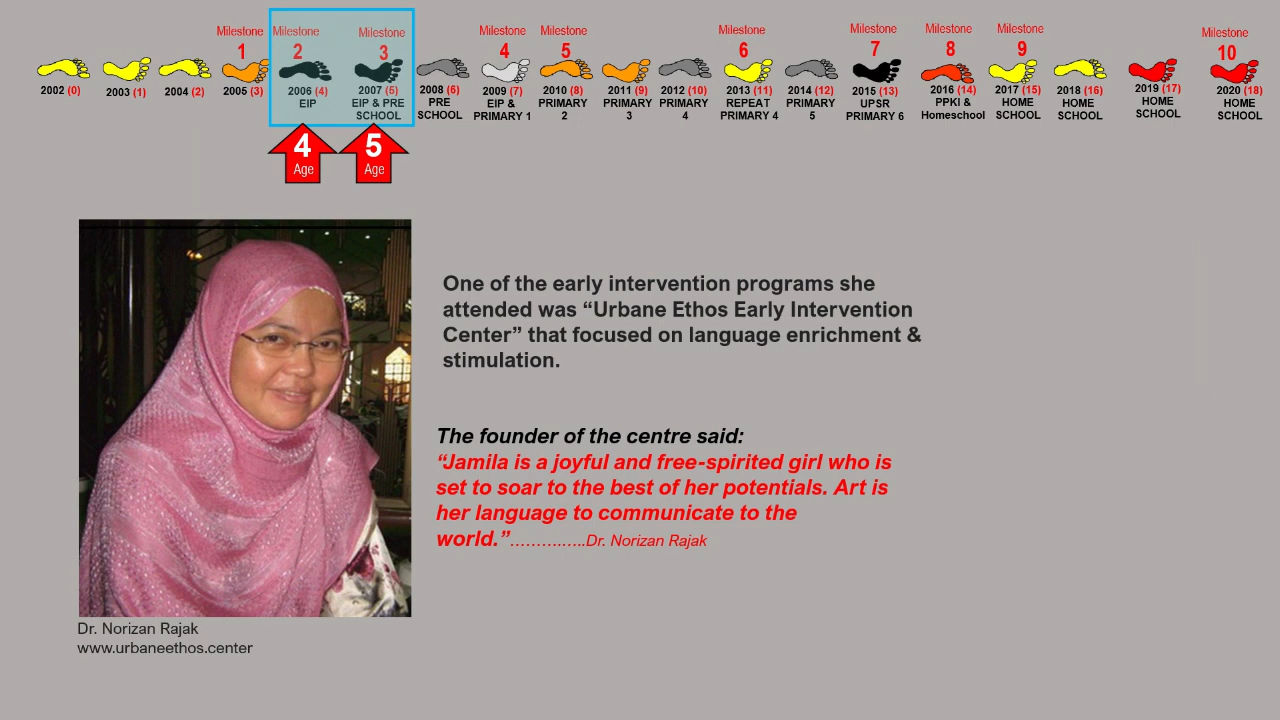 Milestone Milestone Milestone Milestone Milestone Milestone Milestone Milestone Milestone Milestone
1 2 3 4 5 6 7 8 9 10
2002 (0) 2003 (1) 2004 (2) 2005 (3) 2006 (4) 2007 (5) 2008 (6) 2009 (7) 2010 (8) 2011 (9) 2012 (10) 2013 (11) 2014 (12) 2015 (13) 2016 (14) 2017 (15) 2018 (16) 2019 (17) 2020 (18)
EIP EIP & PRE PRE EIP & PRIMARY PRIMARY PRIMARY REPEAT PRIMARY UPSR PPKI & HOME HOME HOME HOME
SCHOOL SCHOOL PRIMARY 1 2 3 4 PRIMARY 4 5 PRIMARY 6 Homeschool SCHOOL SCHOOL SCHOOL SCHOOL
4 5
Age Age
One of the early intervention programs she
attended was “Urbane Ethos Early Intervention
Center” that focused on language enrichment &
stimulation.
The founder of the centre said:
“Jamila is a joyful and free-spirited girl who is
set to soar to the best of her potentials. Art is
her language to communicate to the
world.”…………..Dr. Norizan Rajak
Dr. Norizan Rajak
www.urbaneethos.center